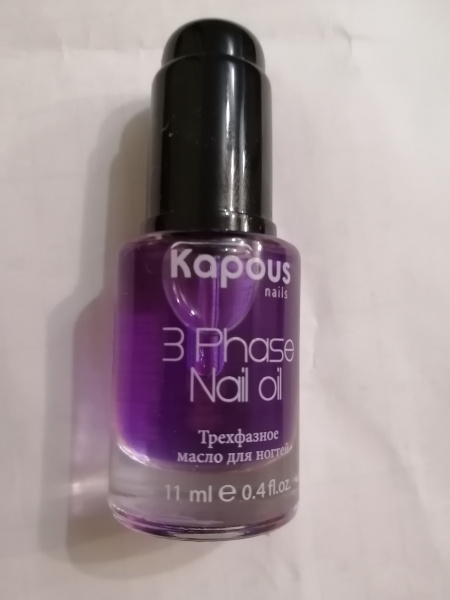 Kapous
nails
3 Phase
Nail oil
Трехфазное
масло для ногтей
11 ml ℮ 0.4 fl.oz.